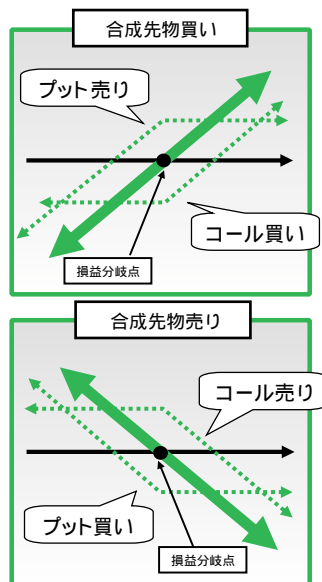 合成先物買い
プット売り
コール買い
損益分岐点
合成先物売り
コール売り
プット買い
損益分岐点